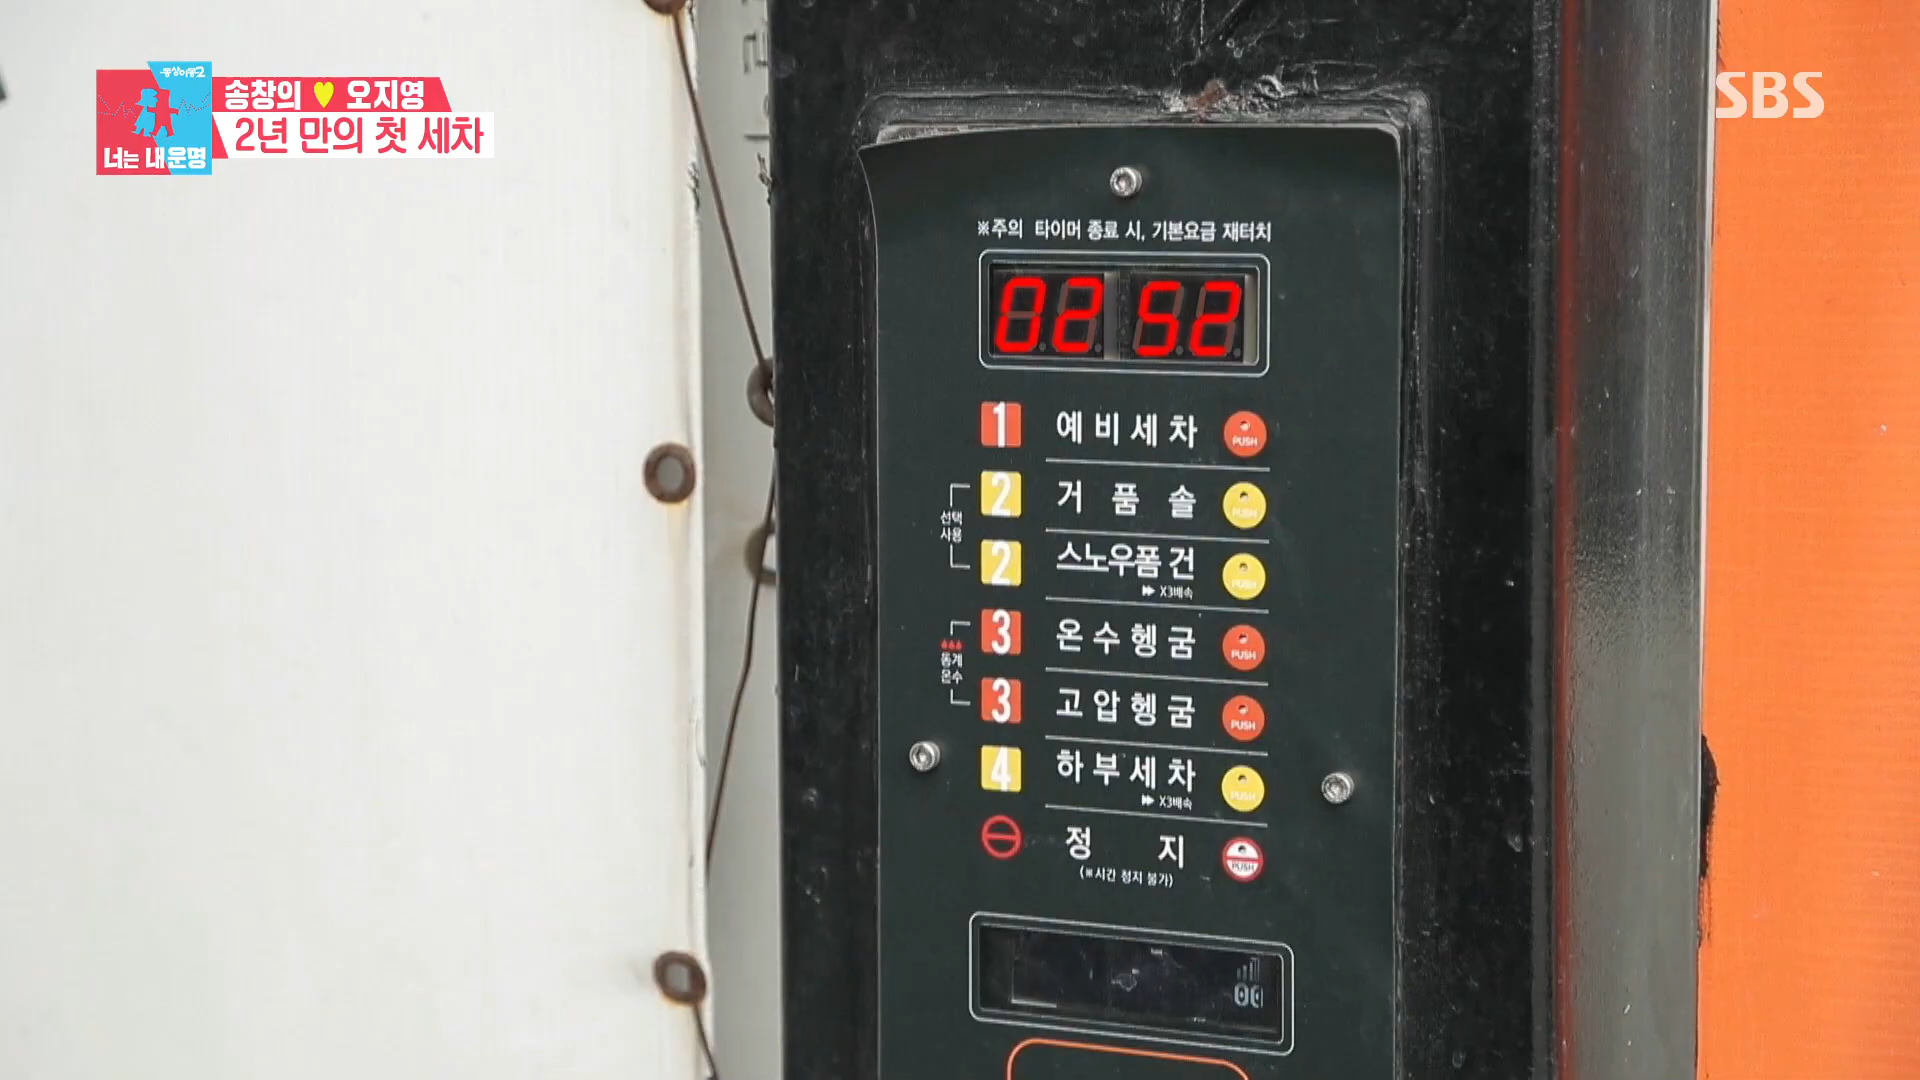 동상이몽2
너는 내 운명
송창의 💛 오지영
2년 만의 첫 세차
SBS
※주의 타이머 종료 시, 기본요금 재터치
02 52
1 예비세차 PUSH
2 거품솔 PUSH
선택
사용
2 스노우폼건 PUSH
▶▶ X3배속
3 온수헹굼 PUSH
동계
온수
3 고압헹굼 PUSH
4 하부세차 PUSH
▶▶ X3배속
정지 PUSH
(※시간 정지 불가)